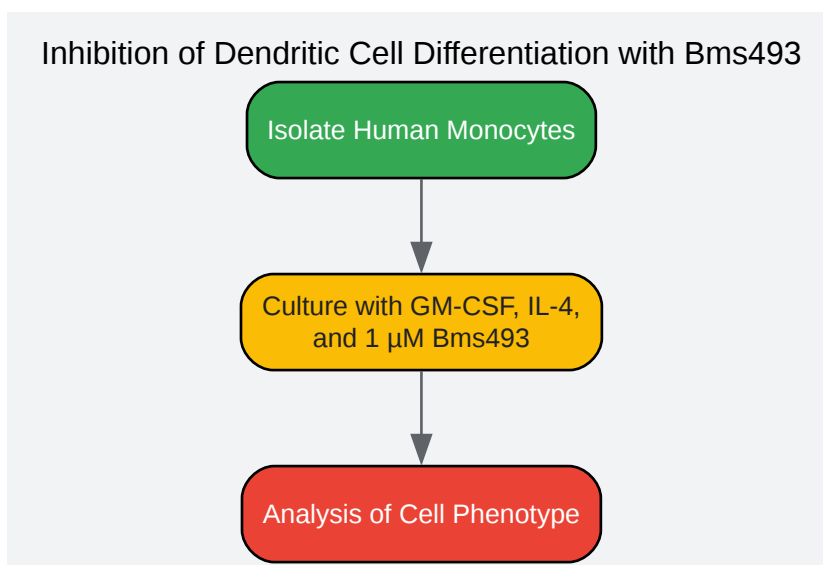 Inhibition of Dendritic Cell Differentiation with Bms493
Isolate Human Monocytes
Culture with GM-CSF, IL-4,
and 1 µM Bms493
Analysis of Cell Phenotype